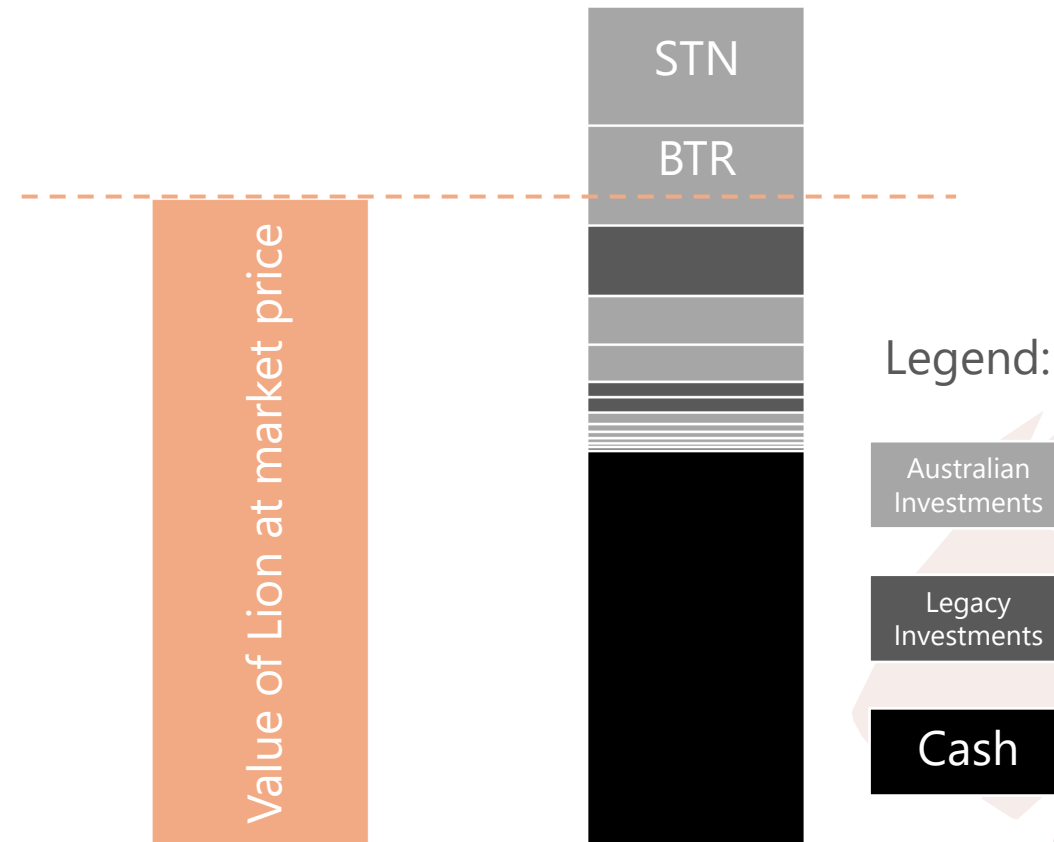 STN
BTR
Value of Lion at market price
Legend:
Australian
Investments
Legacy
Investments
Cash